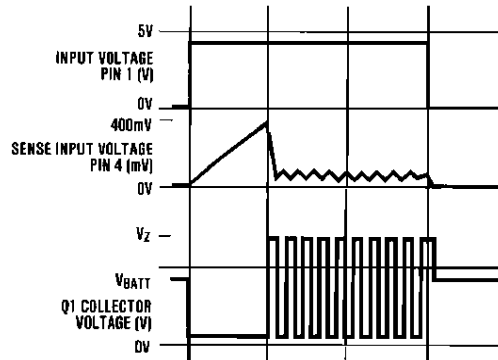 5V
INPUT VOLTAGE
PIN 1 (V)
0V
400mV
SENSE INPUT VOLTAGE
PIN 4 (mV)
0V
VZ
VBATT
Q1 COLLECTOR
VOLTAGE (V)
0V